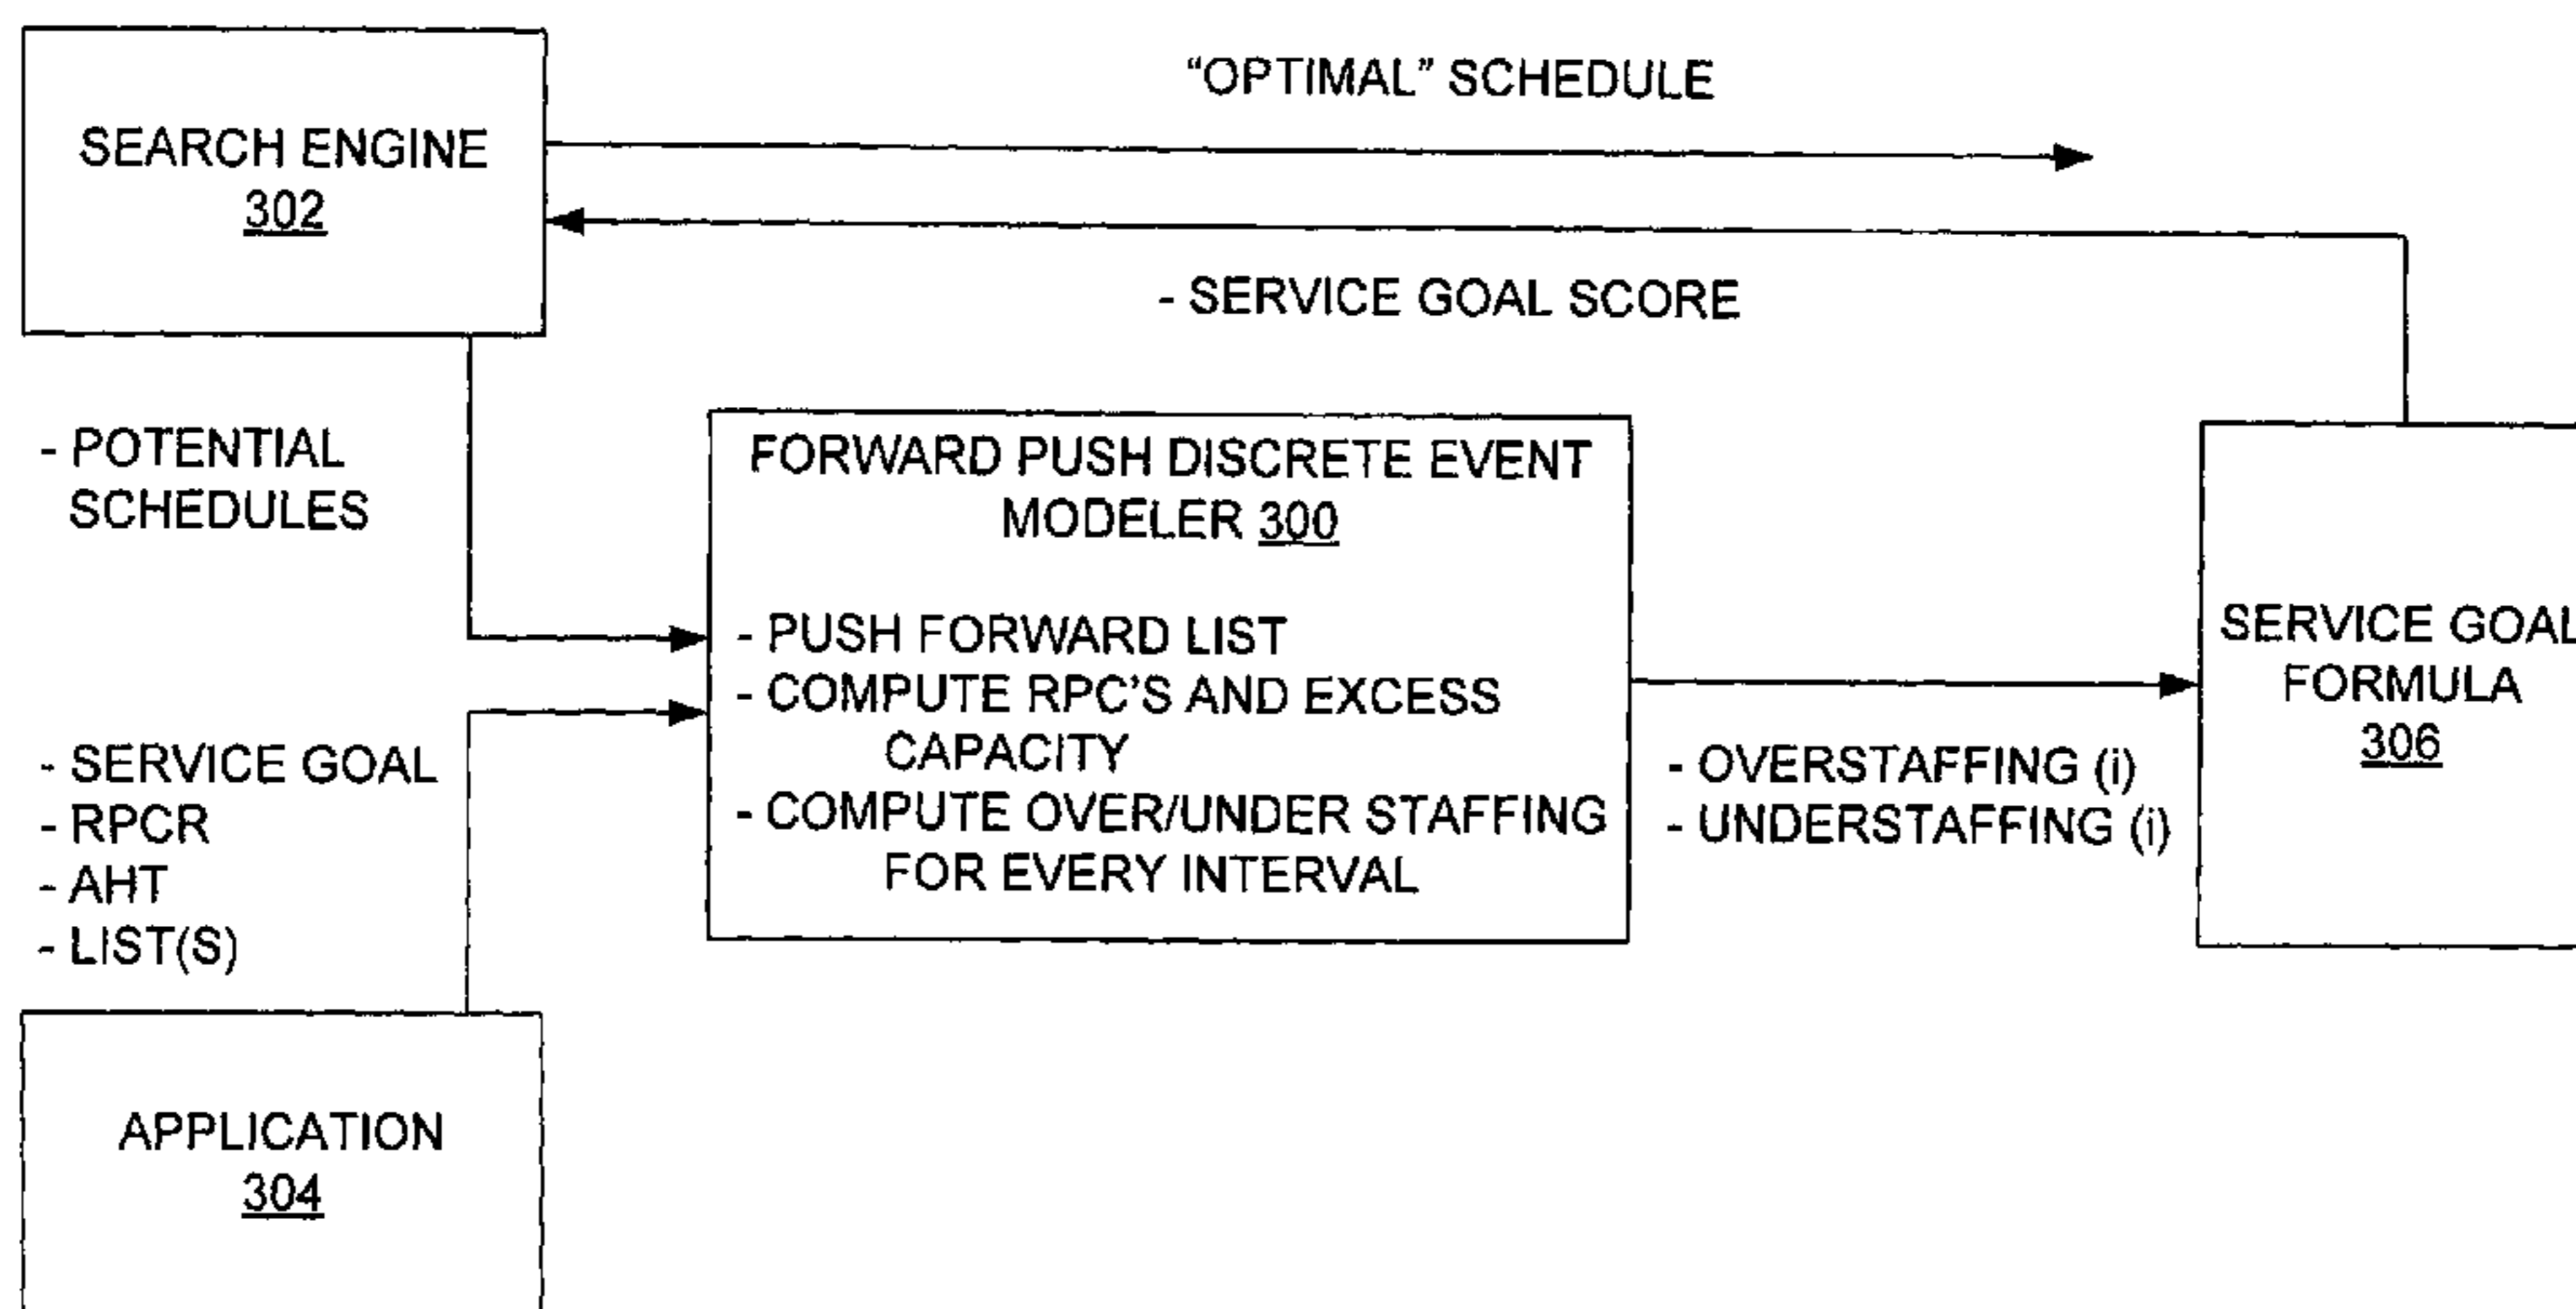 SEARCH ENGINE
302
"OPTIMAL" SCHEDULE
- SERVICE GOAL SCORE
- POTENTIAL
SCHEDULES
FORWARD PUSH DISCRETE EVENT
MODELER 300
- PUSH FORWARD LIST
- COMPUTE RPC'S AND EXCESS
CAPACITY
- COMPUTE OVER/UNDER STAFFING
FOR EVERY INTERVAL
- SERVICE GOAL
- RPCR
- AHT
- LIST(S)
- OVERSTAFFING (i)
- UNDERSTAFFING (i)
SERVICE GOAL
FORMULA
306
APPLICATION
304